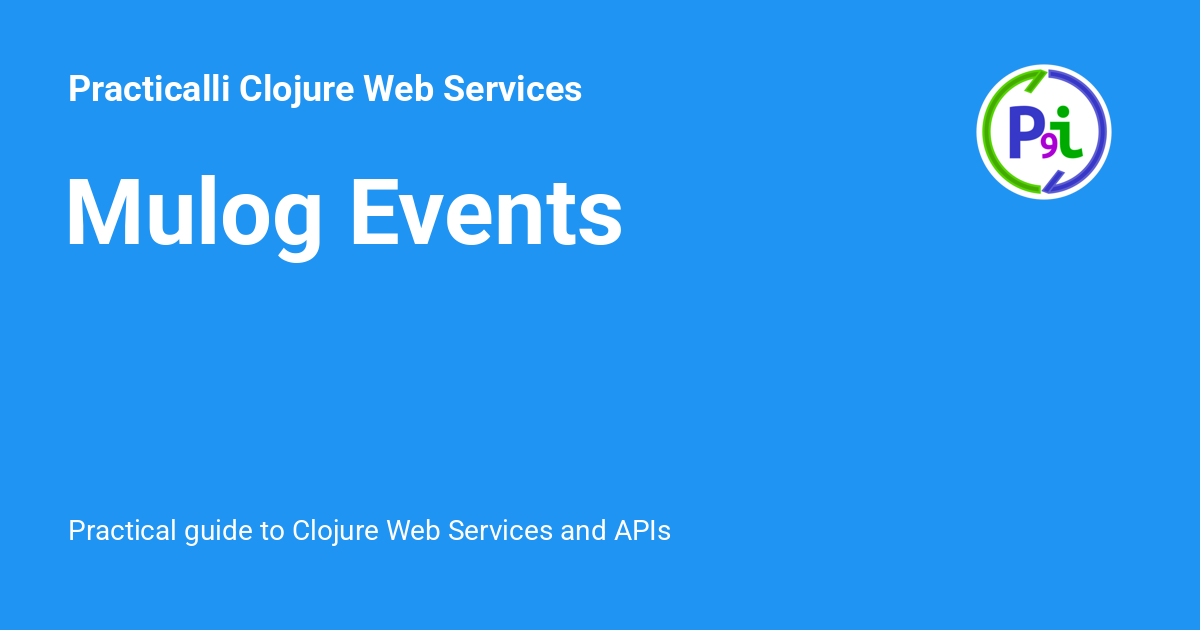 Practicalli Clojure Web Services
P9i
Mulog Events
Practical guide to Clojure Web Services and APIs